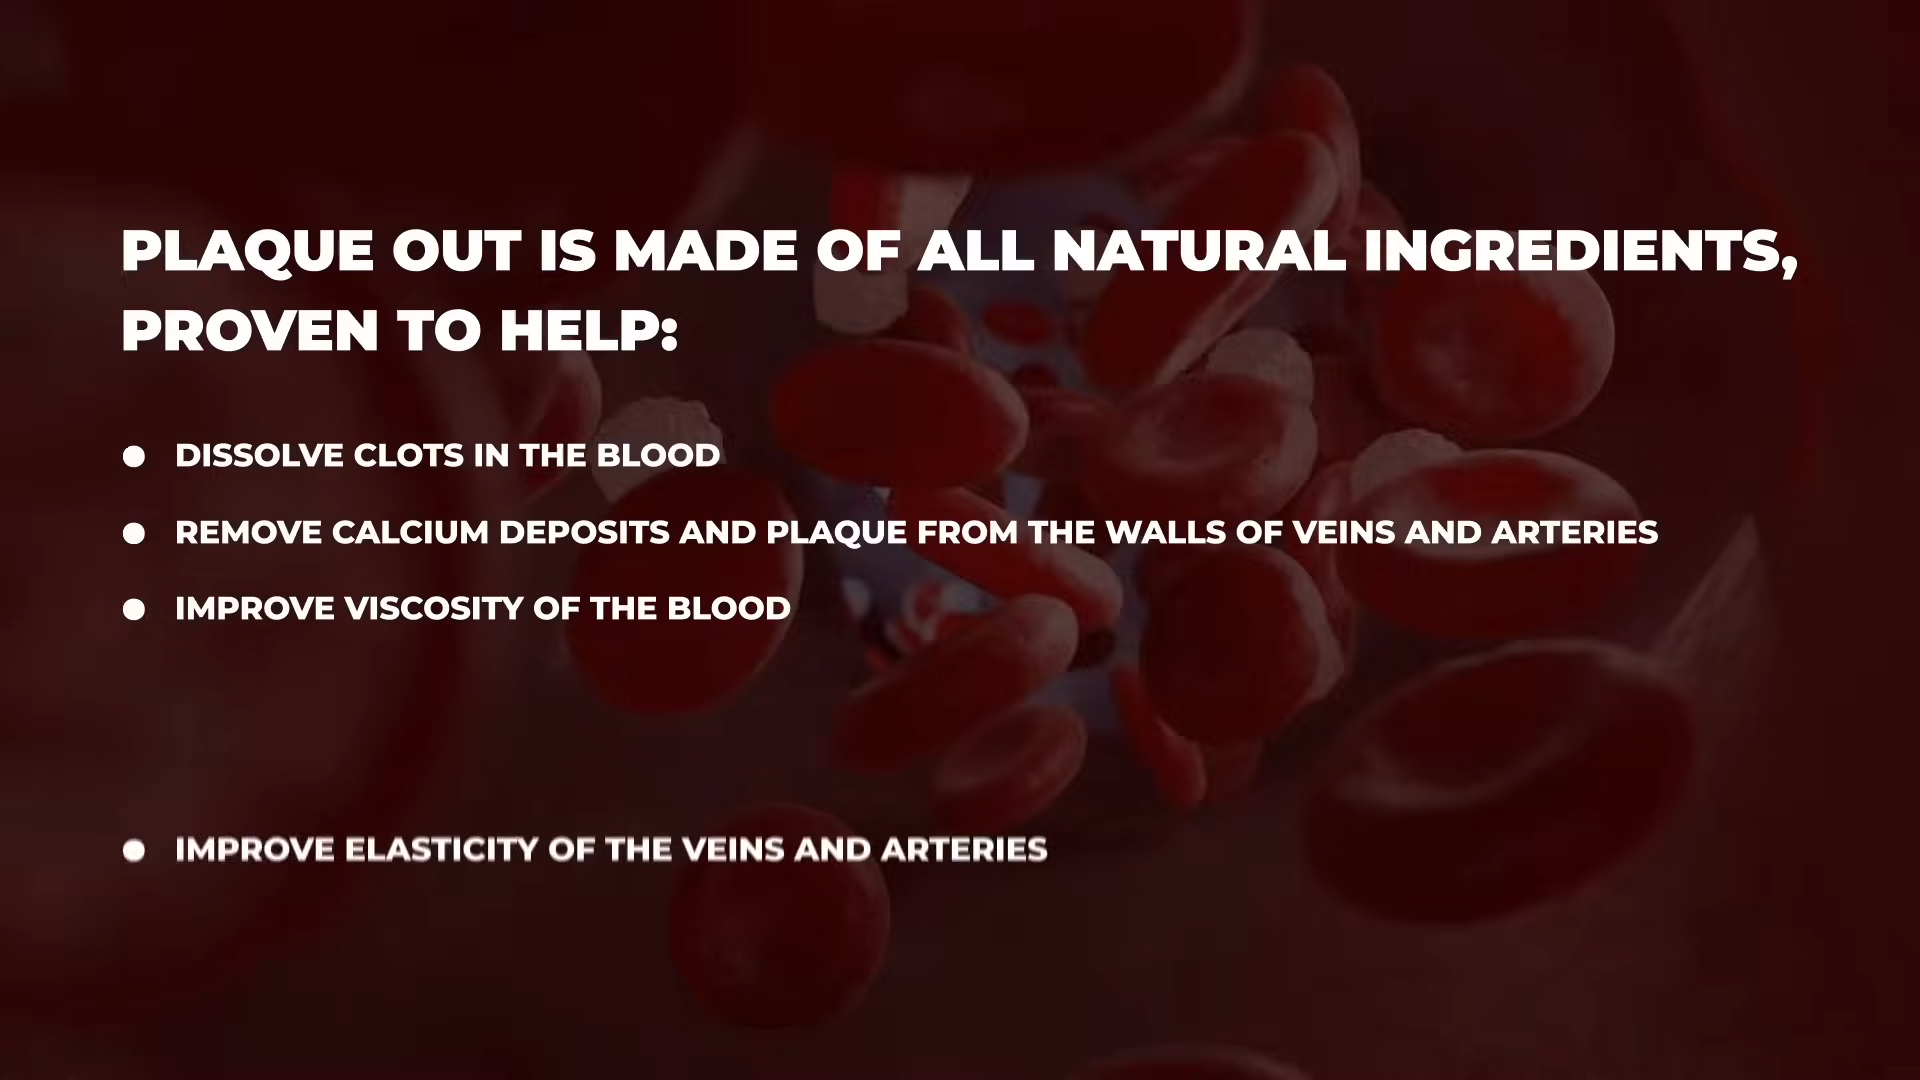 PLAQUE OUT IS MADE OF ALL NATURAL INGREDIENTS,
PROVEN TO HELP:
● DISSOLVE CLOTS IN THE BLOOD
● REMOVE CALCIUM DEPOSITS AND PLAQUE FROM THE WALLS OF VEINS AND ARTERIES
● IMPROVE VISCOSITY OF THE BLOOD
● IMPROVE ELASTICITY OF THE VEINS AND ARTERIES